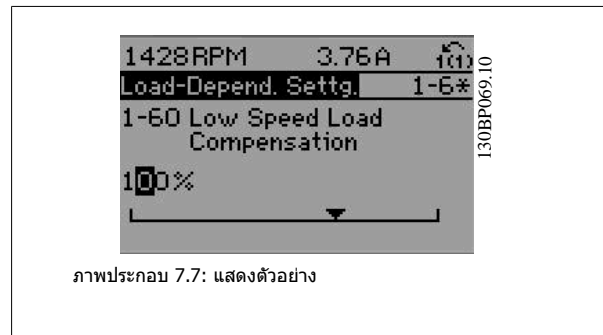 1428RPM 3.76A 1(1)
Load-Depend. Settg. 1-6*
1-60 Low Speed Load
Compensation
100%
130BP069.10
ภาพประกอบ 7.7: แสดงตัวอย่าง